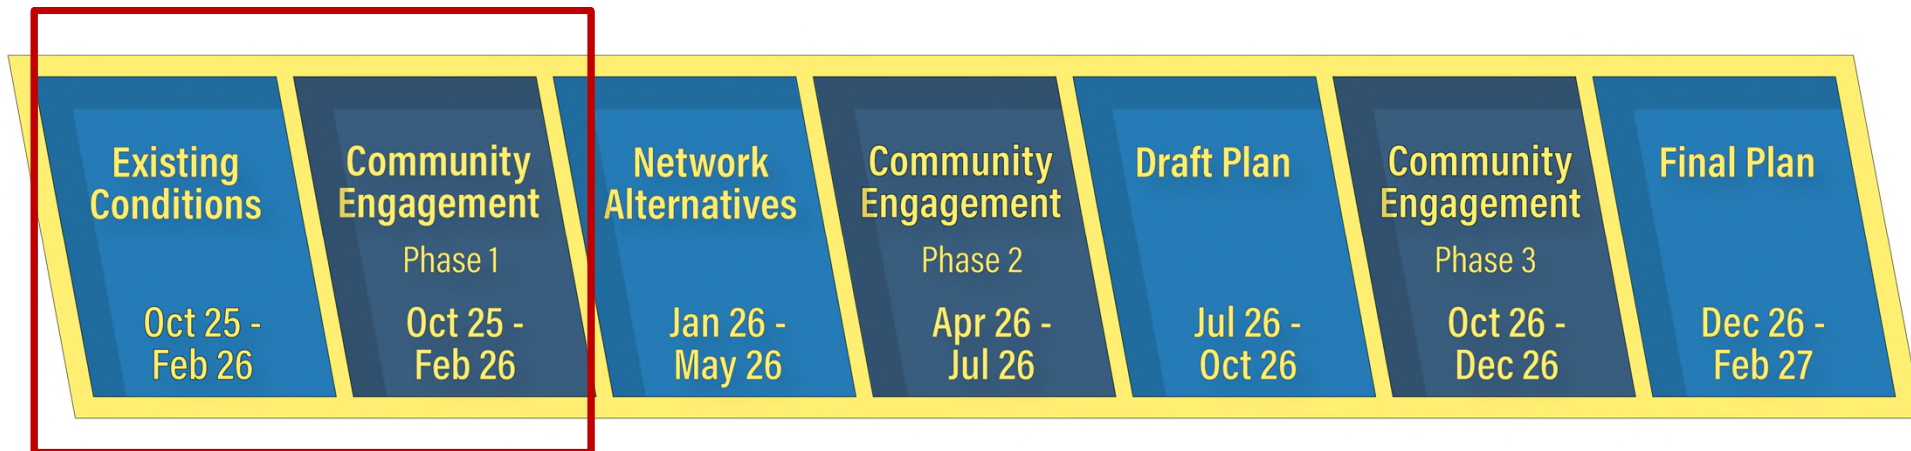 Existing
Conditions
Oct 25 -
Feb 26
Community
Engagement
Phase 1
Oct 25 -
Feb 26
Network
Alternatives
Jan 26 -
May 26
Community
Engagement
Phase 2
Apr 26 -
Jul 26
Draft Plan
Jul 26 -
Oct 26
Community
Engagement
Phase 3
Oct 26 -
Dec 26
Final Plan
Dec 26 -
Feb 27